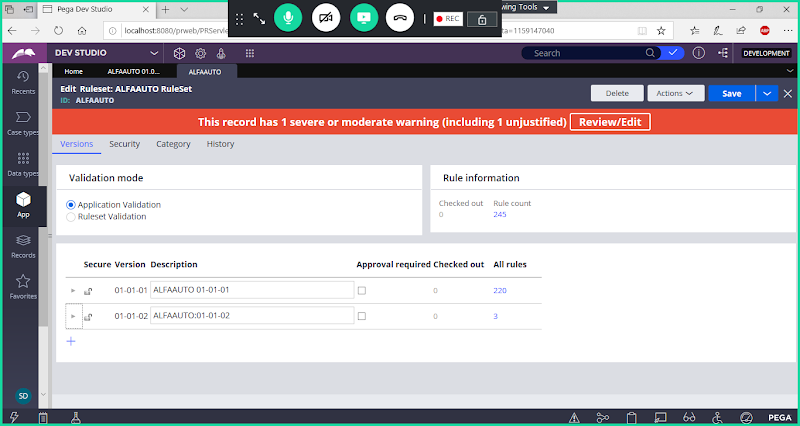 Pega Dev Studio
REC
wing Tools
localhost:8080/prweb/PRServle
ta=1159147040
ABP
DEV STUDIO
Search
DEVELOPMENT
Home
ALFAAUTO 01.0...
ALFAAUTO
Recents
Case types
Data types
App
Records
Favorites
SD
Edit Ruleset: ALFAAUTO RuleSet
ID: ALFAAUTO
Delete
Actions
Save
This record has 1 severe or moderate warning (including 1 unjustified) Review/Edit
Versions Security Category History
Validation mode
Application Validation
Ruleset Validation
Rule information
Checked out Rule count
0 245
Secure Version Description Approval required Checked out All rules
01-01-01 ALFAAUTO 01-01-01 0 220
01-01-02 ALFAAUTO:01-01-02 0 3
PEGA